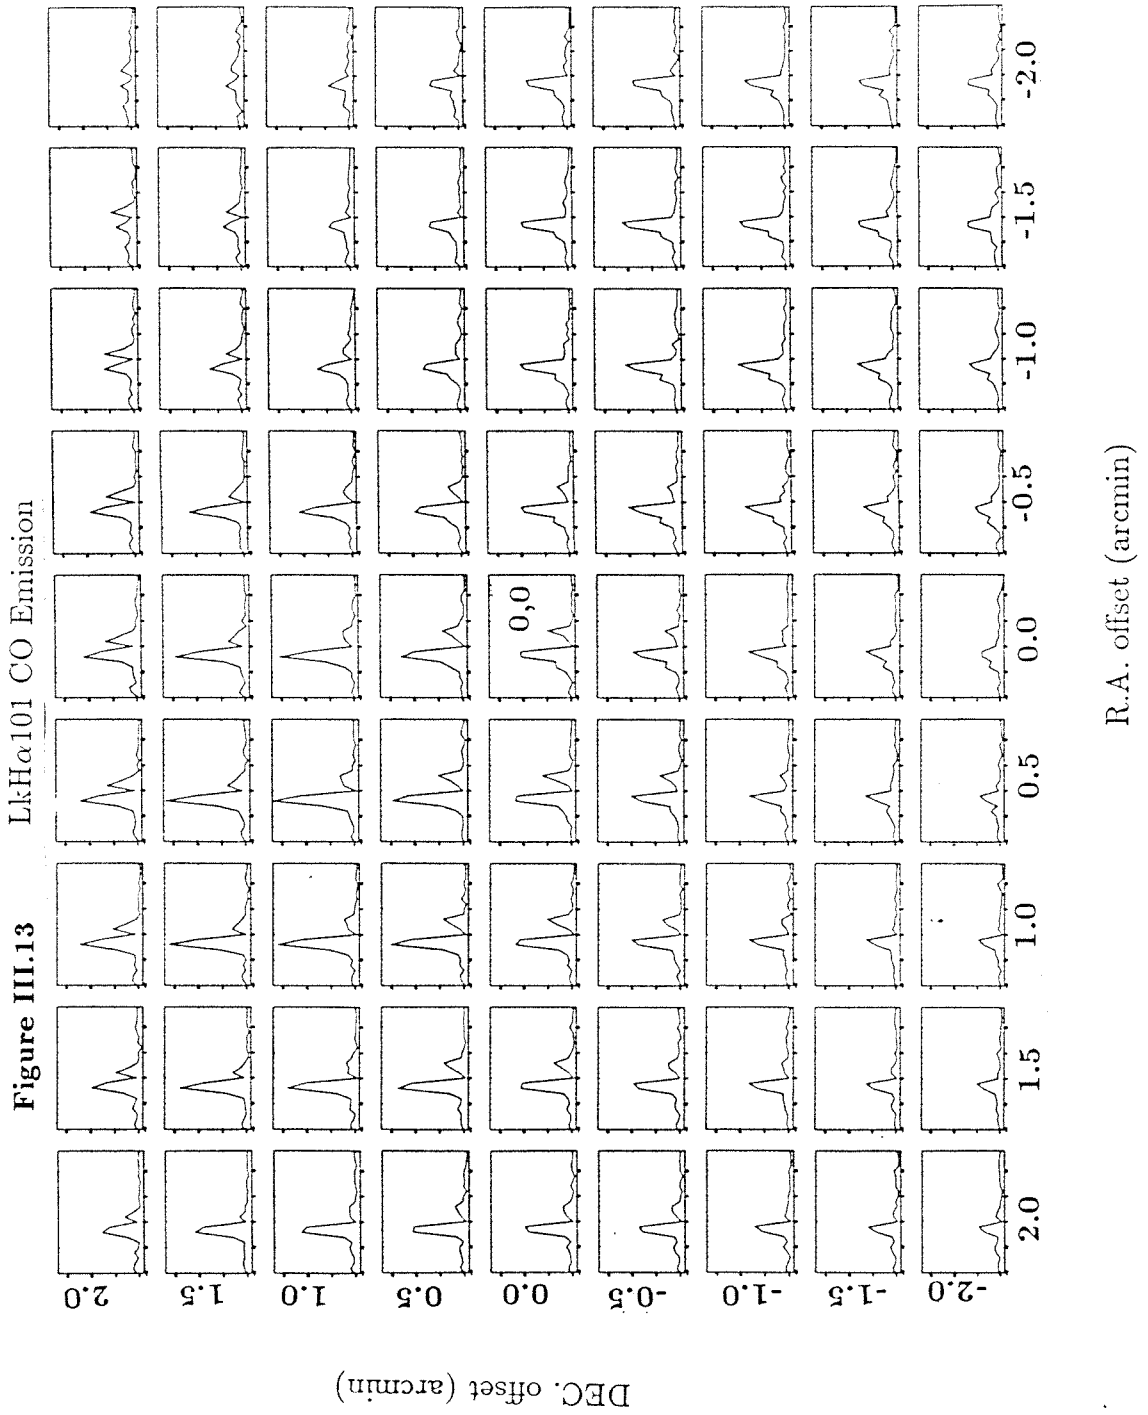 Figure III.13 LkHα101 CO Emission
DEC. offset (arcmin)
2.0
1.5
1.0
0.5
0.0
-0.5
-1.0
-1.5
-2.0
0,0
2.0 1.5 1.0 0.5 0.0 -0.5 -1.0 -1.5 -2.0
R.A. offset (arcmin)